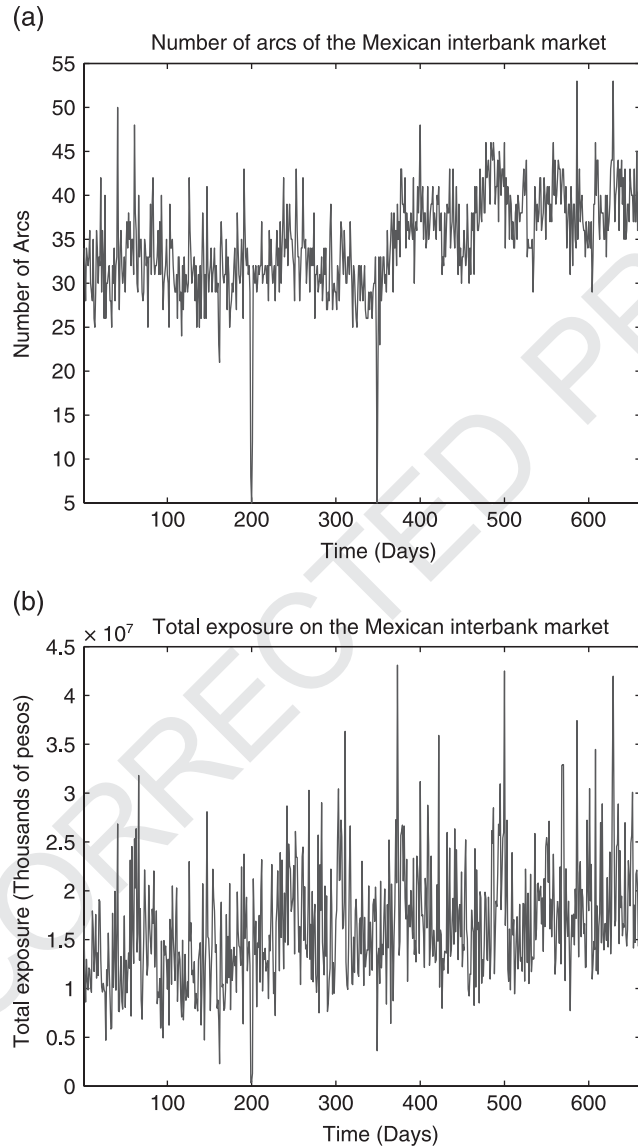 (a)
Number of arcs of the Mexican interbank market
55
50
45
40
35
30
25
20
15
10
5
Number of Arcs
100 200 300 400 500 600
Time (Days)
(b)
× 10⁷ Total exposure on the Mexican interbank market
4.5
4
3.5
3
2.5
2
1.5
1
0.5
0
Total exposure (Thousands of pesos)
100 200 300 400 500 600
Time (Days)
CORRECTED PR